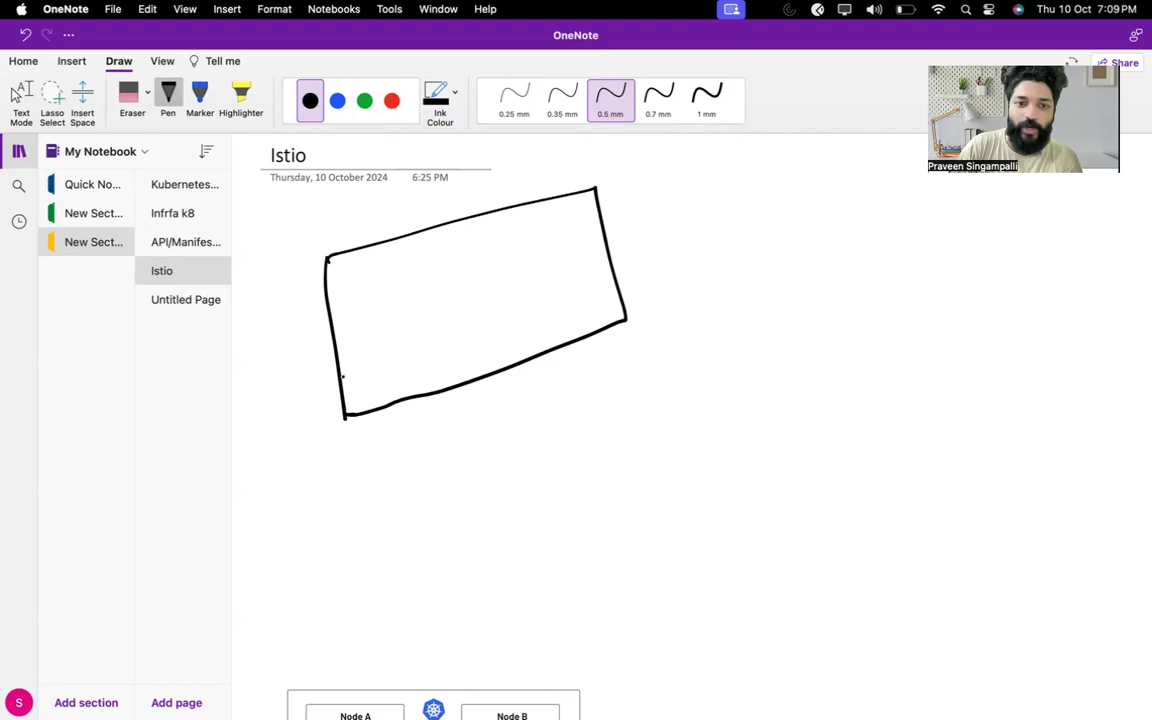 OneNote File Edit View Insert Format Notebooks Tools Window Help Thu 10 Oct 7:09 PM
OneNote
Home Insert Draw View Tell me Share
Text Mode
Lasso Select
Insert Space
Eraser
Pen
Marker
Highlighter
Ink Colour
0.25 mm 0.35 mm 0.5 mm 0.7 mm 1 mm
Praveen Singampalli
My Notebook
Quick No...
New Sect...
New Sect...
Kubernetes...
Infrfa k8
API/Manifes...
Istio
Untitled Page
Istio
Thursday, 10 October 2024 6:25 PM
Node A Node B
S Add section Add page